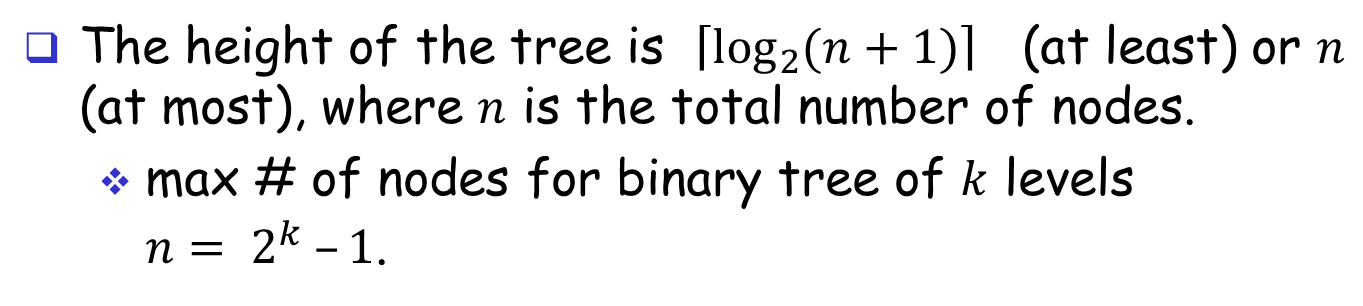 ❑ The height of the tree is ⌈log₂(n + 1)⌉ (at least) or n
(at most), where n is the total number of nodes.
❖ max # of nodes for binary tree of k levels
n = 2ᵏ – 1.